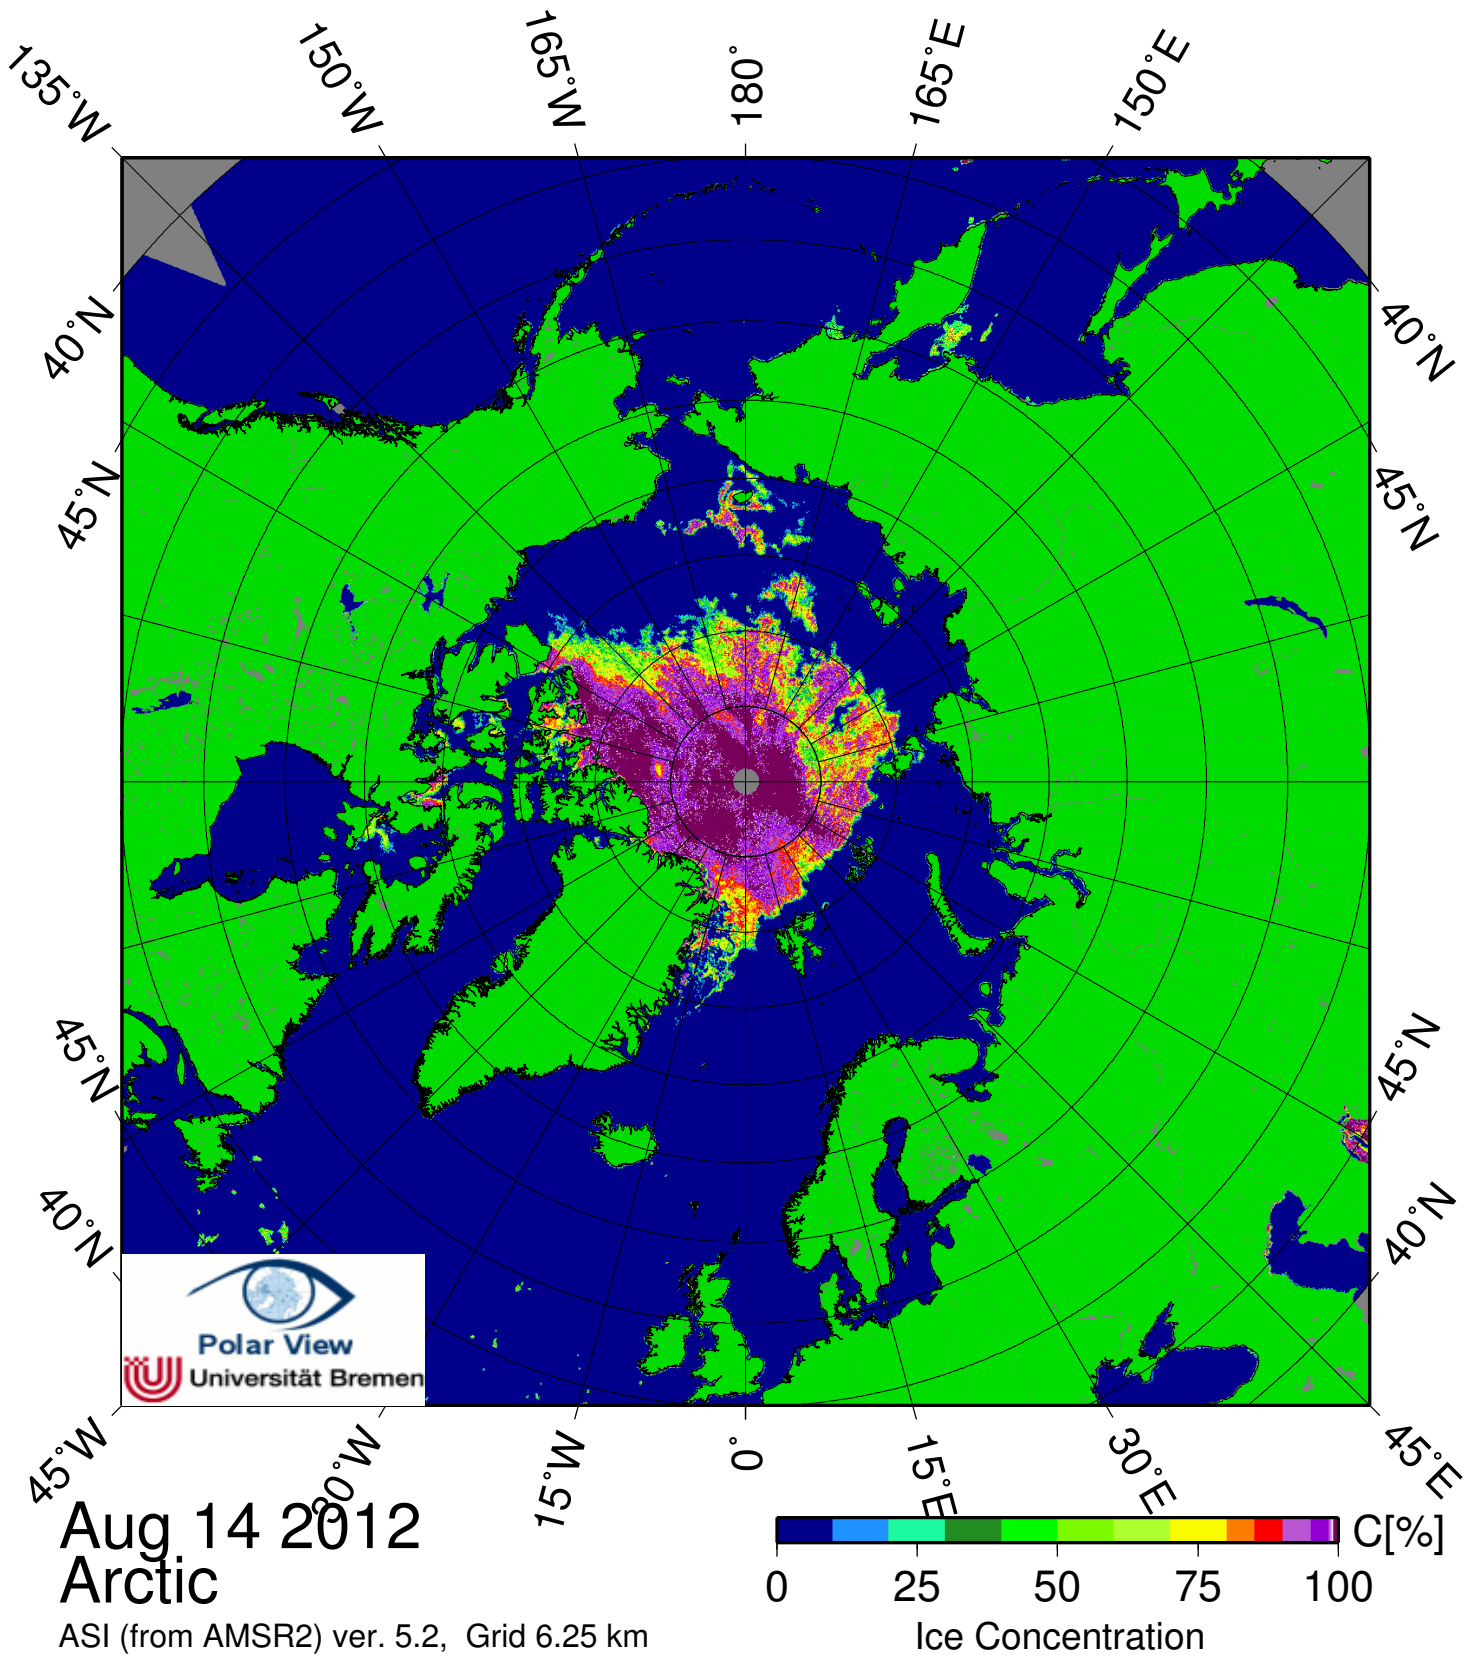 135°W
150°W
165°W
180°
165°E
150°E
40°N
40°N
45°N
45°N
45°N
45°N
40°N
40°N
Polar View
Universität Bremen
45°W
30°W
15°W
0°
15°E
30°E
45°E
Aug 14 2012
Arctic
ASI (from AMSR2) ver. 5.2, Grid 6.25 km
C[%]
0 25 50 75 100
Ice Concentration